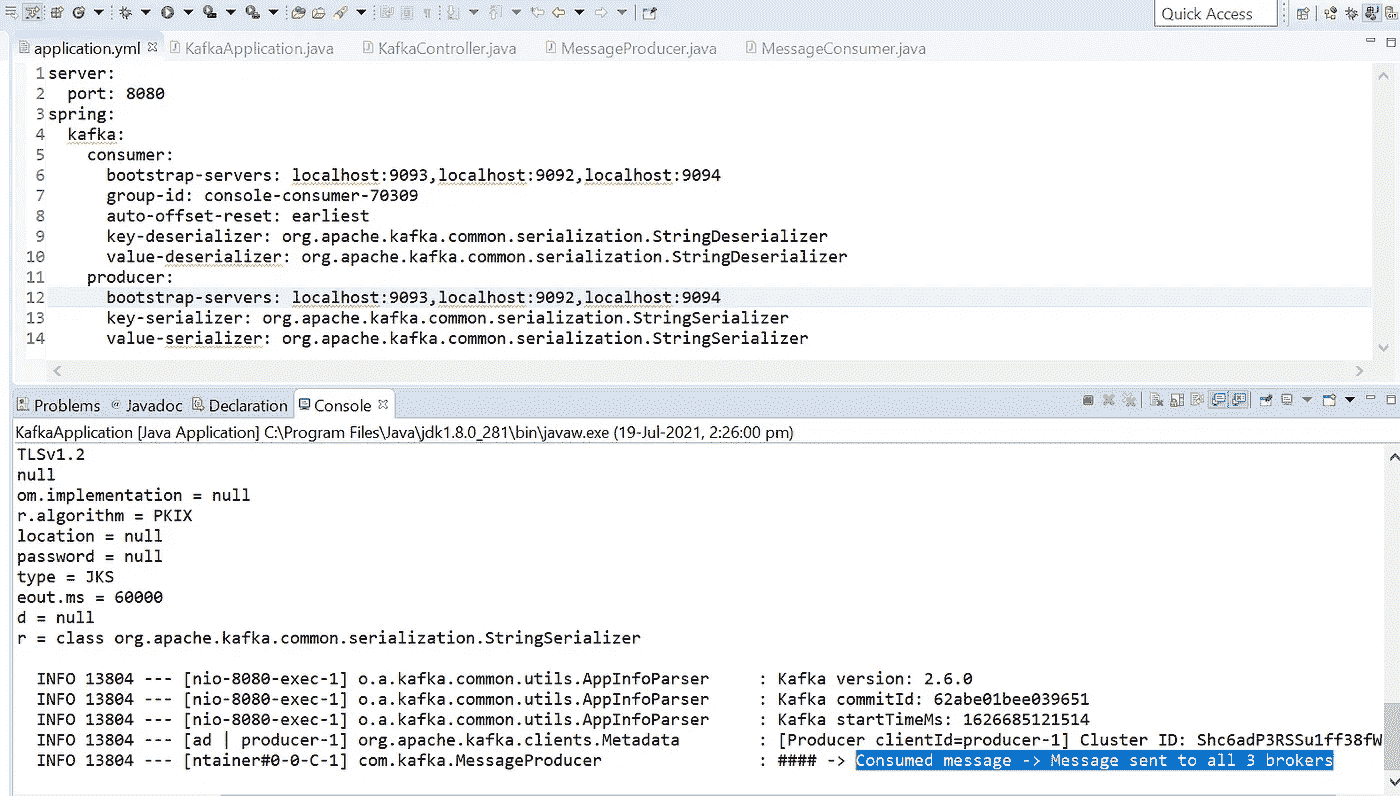 Quick Access
application.yml KafkaApplication.java KafkaController.java MessageProducer.java MessageConsumer.java
1 server:
2   port: 8080
3 spring:
4   kafka:
5     consumer:
6       bootstrap-servers: localhost:9093,localhost:9092,localhost:9094
7       group-id: console-consumer-70309
8       auto-offset-reset: earliest
9       key-deserializer: org.apache.kafka.common.serialization.StringDeserializer
10       value-deserializer: org.apache.kafka.common.serialization.StringDeserializer
11     producer:
12       bootstrap-servers: localhost:9093,localhost:9092,localhost:9094
13       key-serializer: org.apache.kafka.common.serialization.StringSerializer
14       value-serializer: org.apache.kafka.common.serialization.StringSerializer
Problems @ Javadoc Declaration Console
KafkaApplication [Java Application] C:\Program Files\Java\jdk1.8.0_281\bin\javaw.exe (19-Jul-2021, 2:26:00 pm)
TLSv1.2
null
om.implementation = null
r.algorithm = PKIX
location = null
password = null
type = JKS
eout.ms = 60000
d = null
r = class org.apache.kafka.common.serialization.StringSerializer
INFO 13804 --- [nio-8080-exec-1] o.a.kafka.common.utils.AppInfoParser : Kafka version: 2.6.0
INFO 13804 --- [nio-8080-exec-1] o.a.kafka.common.utils.AppInfoParser : Kafka commitId: 62abe01bee039651
INFO 13804 --- [nio-8080-exec-1] o.a.kafka.common.utils.AppInfoParser : Kafka startTimeMs: 1626685121514
INFO 13804 --- [ad | producer-1] org.apache.kafka.clients.Metadata : [Producer clientId=producer-1] Cluster ID: Shc6adP3RSSu1ff38fW
INFO 13804 --- [ntainer#0-0-C-1] com.kafka.MessageProducer : #### -> Consumed message -> Message sent to all 3 brokers